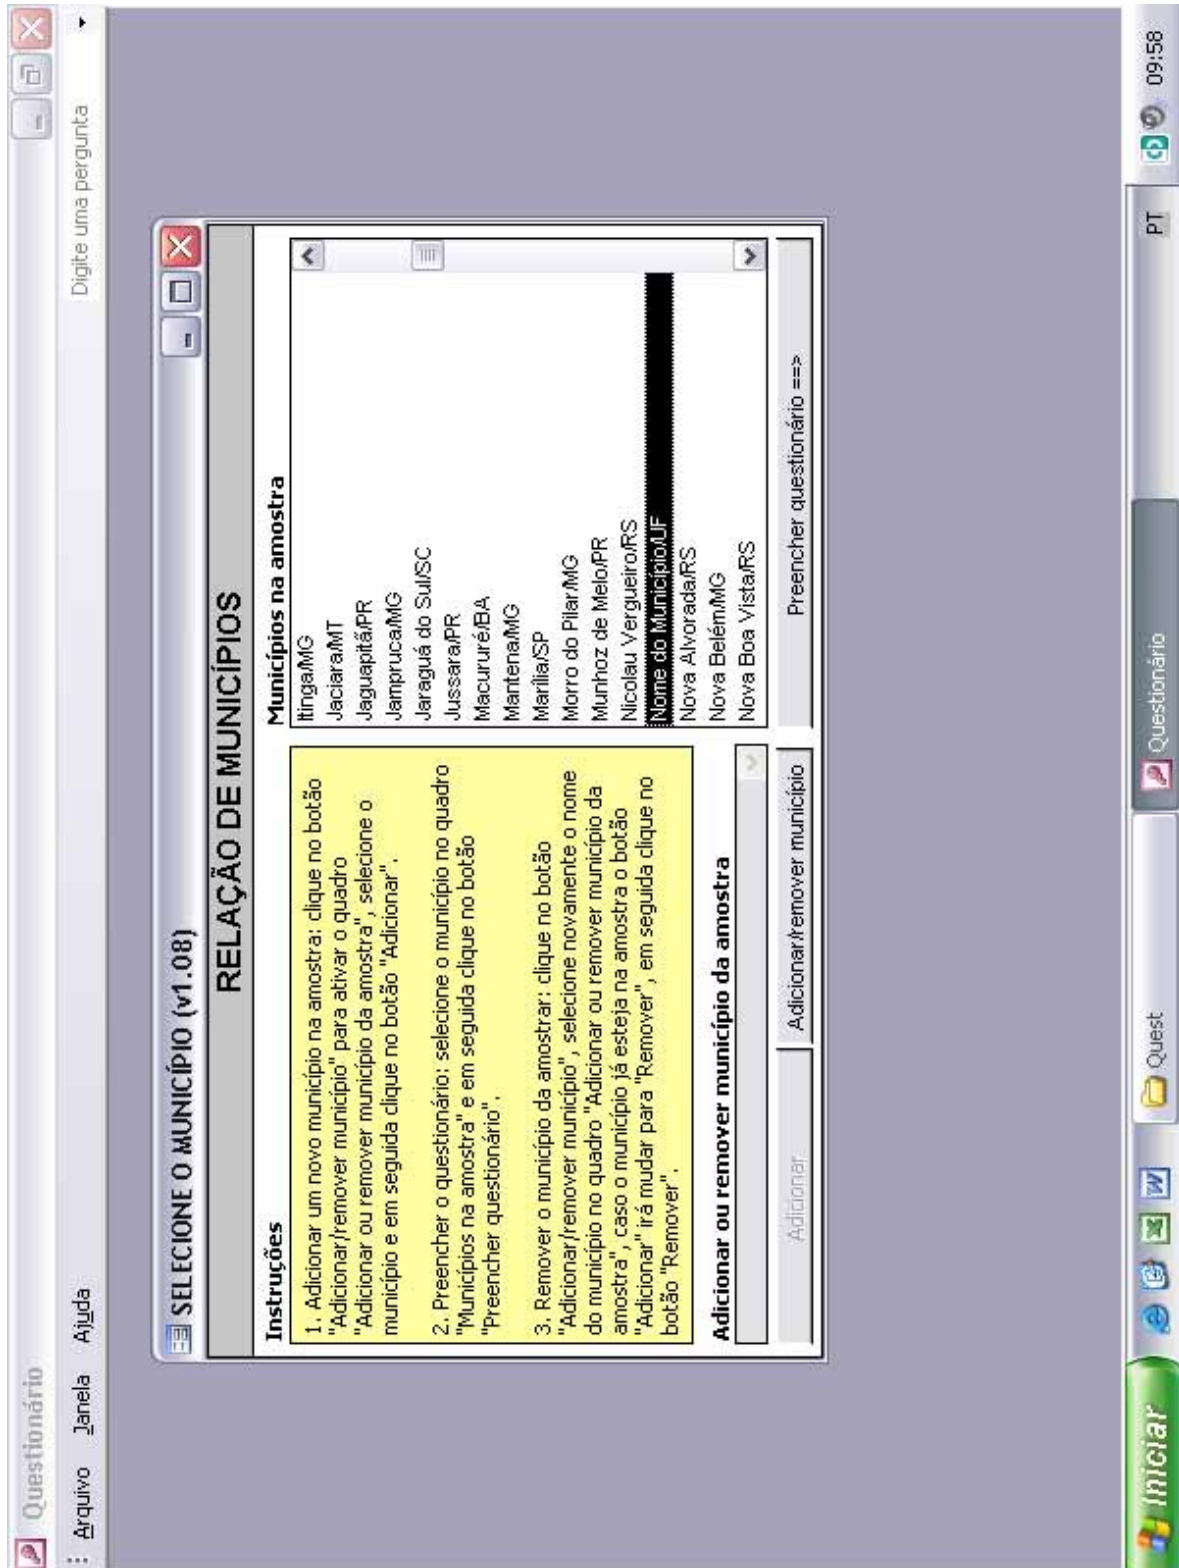 Questionário
Arquivo Janela Ajuda Digite uma pergunta
SELECIONE O MUNICÍPIO (v1.08)
RELAÇÃO DE MUNICÍPIOS
Instruções
1. Adicionar um novo município na amostra: clique no botão
"Adicionar/remover município" para ativar o quadro
"Adicionar ou remover município da amostra", selecione o
município e em seguida clique no botão "Adicionar".
2. Preencher o questionário: selecione o município no quadro
"Municípios na amostra" e em seguida clique no botão
"Preencher questionário".
3. Remover o município da amostrar: clique no botão
"Adicionar/remover município", selecione novamente o nome
do município no quadro "Adicionar ou remover município da
amostra", caso o município já esteja na amostra o botão
"Adicionar" irá mudar para "Remover", em seguida clique no
botão "Remover".
Adicionar ou remover município da amostra
Adicionar
Adicionar/remover município
Municípios na amostra
Itinga/MG
Jaciara/MT
Jaguapitã/PR
Jampruca/MG
Jaraguá do Sul/SC
Jussara/PR
Macururé/BA
Mantena/MG
Marília/SP
Morro do Pilar/MG
Munhoz de Melo/PR
Nicolau Vergueiro/RS
Nome do Município/UF
Nova Alvorada/RS
Nova Belém/MG
Nova Boa Vista/RS
Preencher questionário ==>
Iniciar Quest Questionário PT 09:58